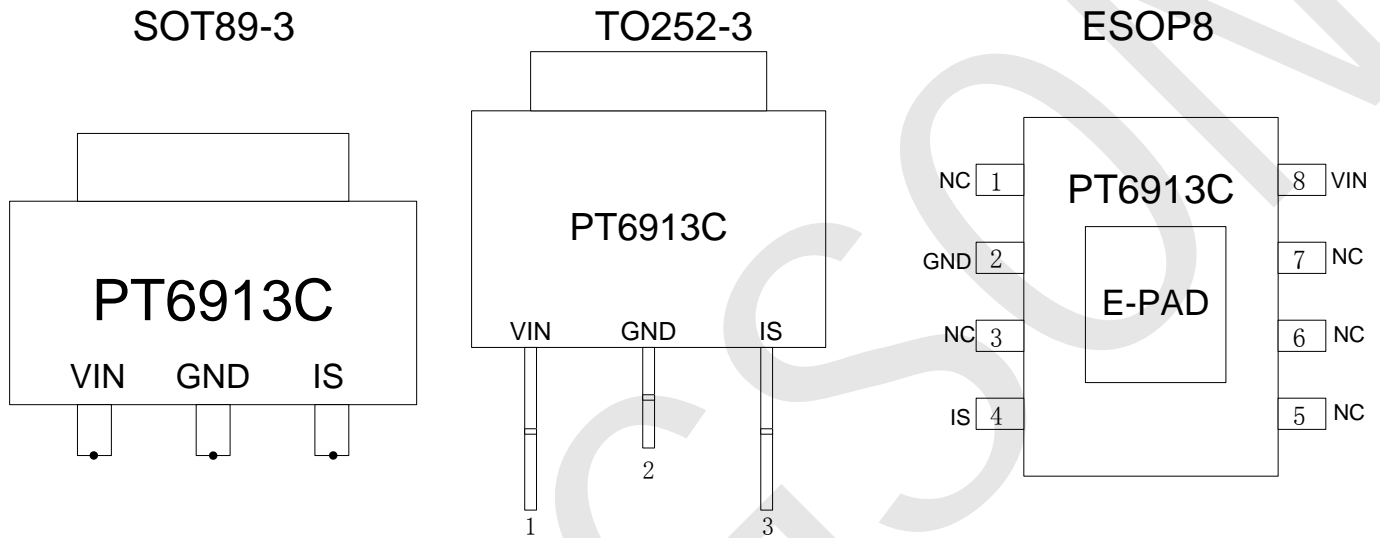 SOT89-3
PT6913C
VIN GND IS
TO252-3
PT6913C
VIN GND IS
2
1 3
ESOP8
PT6913C
E-PAD
NC 1
GND 2
NC 3
IS 4
8 VIN
7 NC
6 NC
5 NC